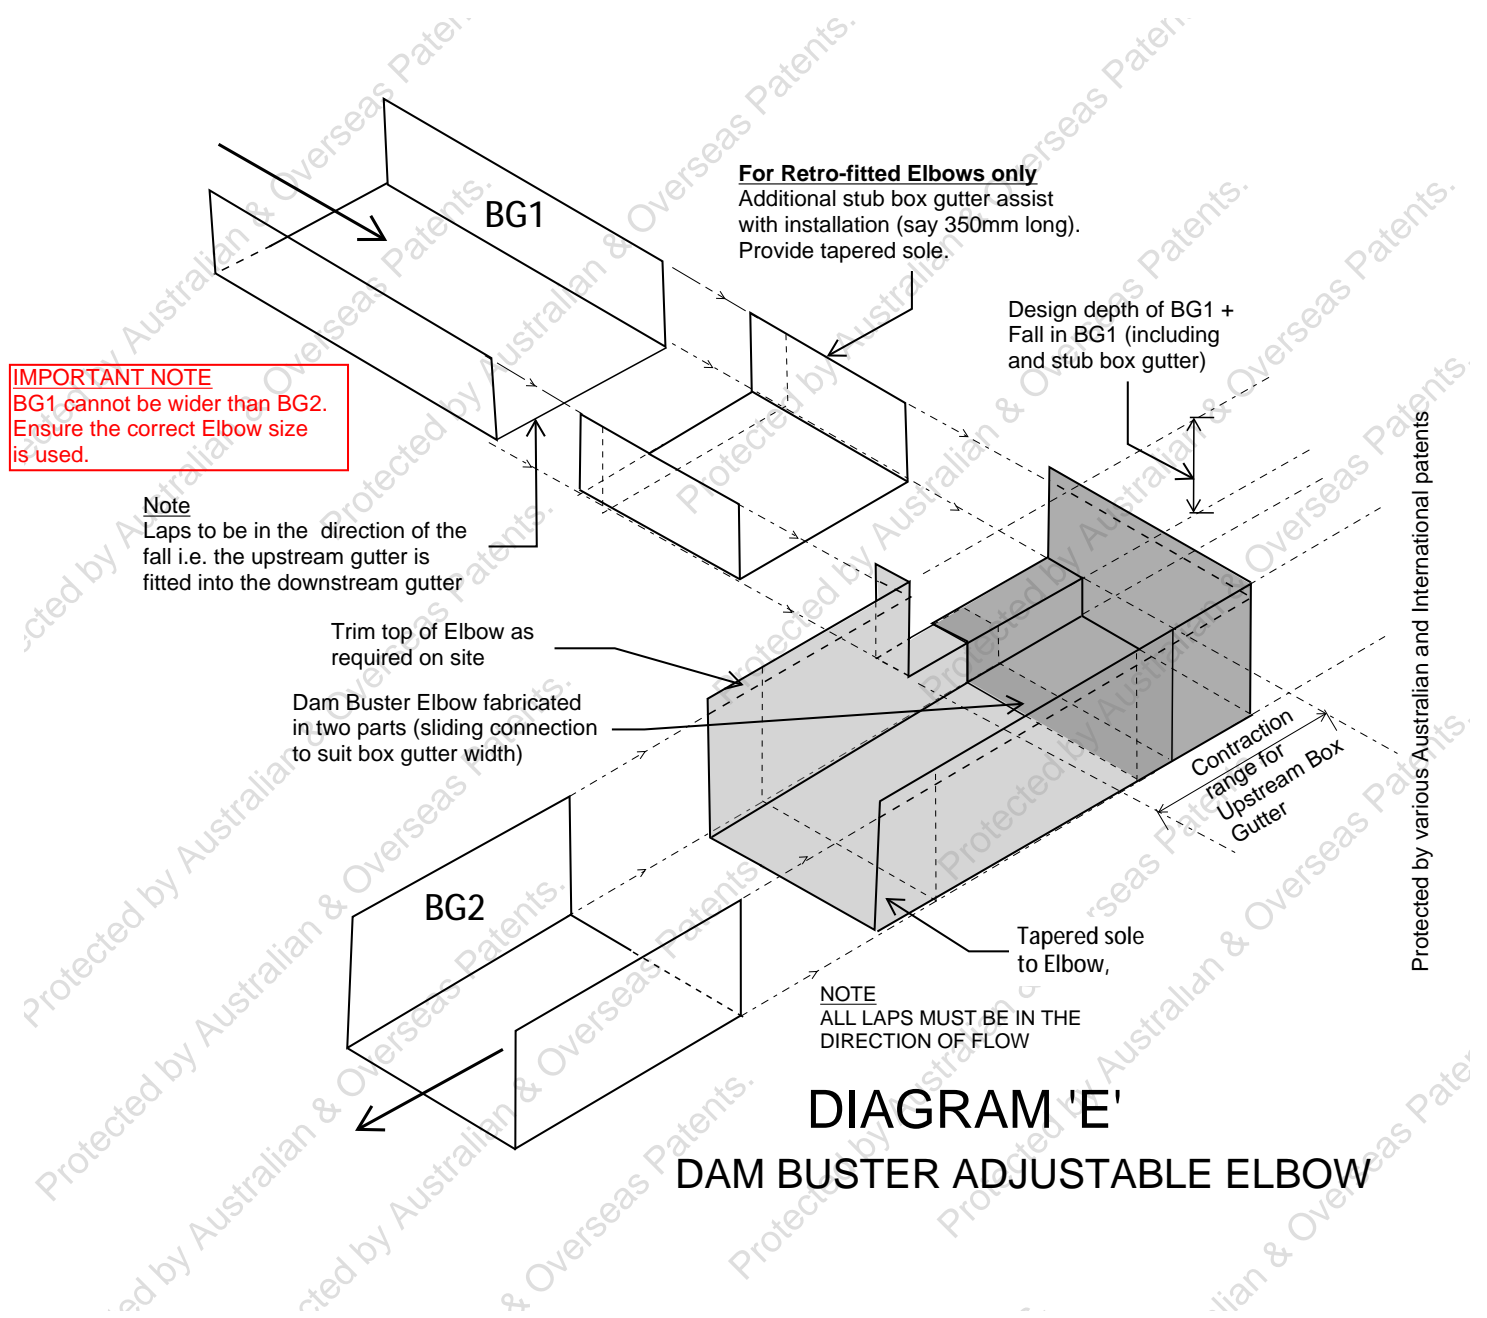 BG1
For Retro-fitted Elbows only
Additional stub box gutter assist
with installation (say 350mm long).
Provide tapered sole.
Design depth of BG1 +
Fall in BG1 (including
and stub box gutter)
IMPORTANT NOTE
BG1 cannot be wider than BG2.
Ensure the correct Elbow size
is used.
Note
Laps to be in the direction of the
fall i.e. the upstream gutter is
fitted into the downstream gutter
Trim top of Elbow as
required on site
Dam Buster Elbow fabricated
in two parts (sliding connection
to suit box gutter width)
Contraction
range for
Upstream Box
Gutter
Protected by various Australian and International patents
BG2
Tapered sole
to Elbow,
NOTE
ALL LAPS MUST BE IN THE
DIRECTION OF FLOW
DIAGRAM 'E'
DAM BUSTER ADJUSTABLE ELBOW
Protected by Australian & Overseas Patents.